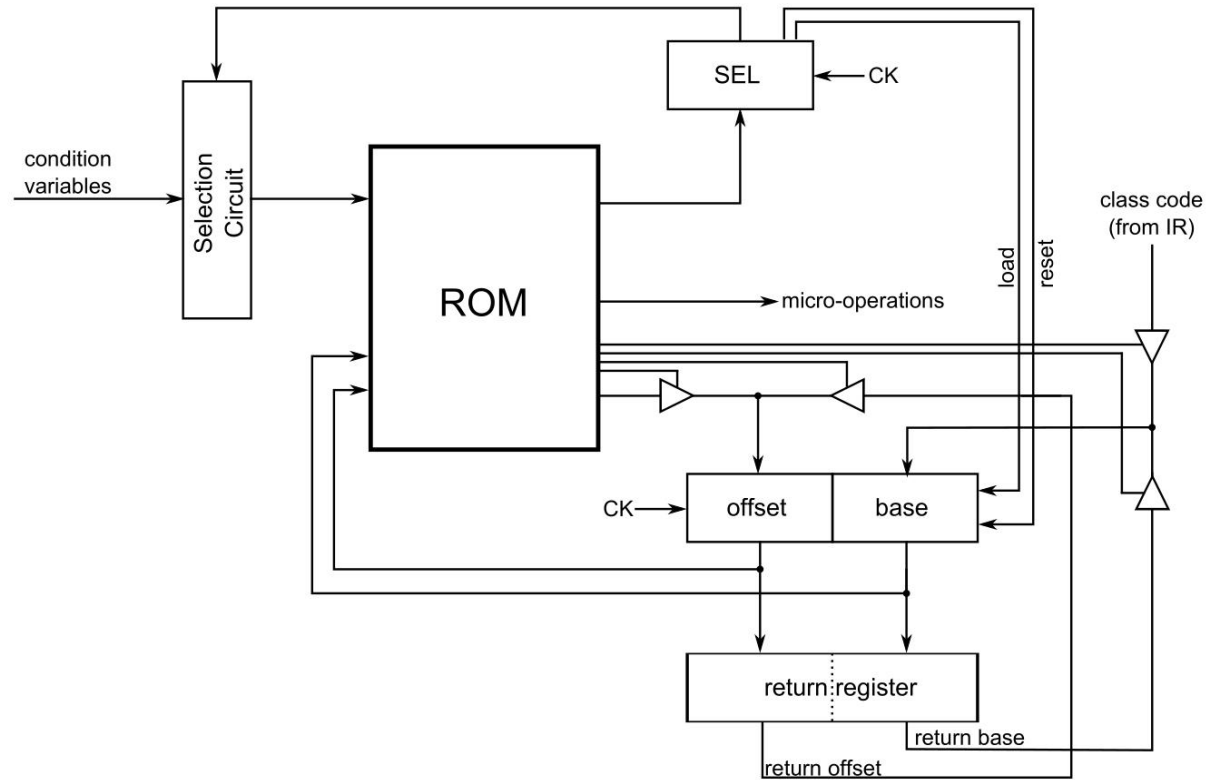 SEL
CK
condition
variables
Selection
Circuit
class code
(from IR)
load
reset
ROM
micro-operations
CK
offset
base
return register
return base
return offset